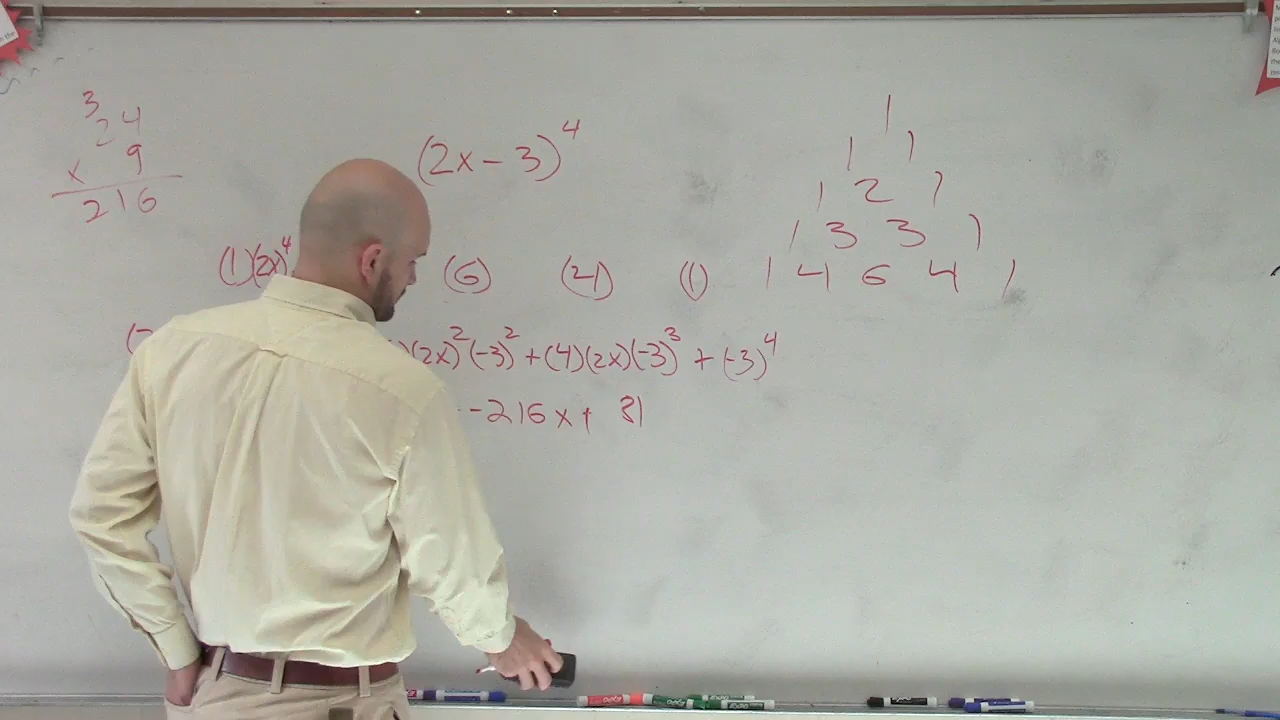 3
24
x 9
216
(2x - 3)^4
1
1 1
1 2 1
1 3 3 1
1 4 6 4 1
(1)(2x)^4 (6) (4) (1)
)(2x)^2(-3)^2 + (4)(2x)(-3)^3 + (-3)^4
-216x + 81